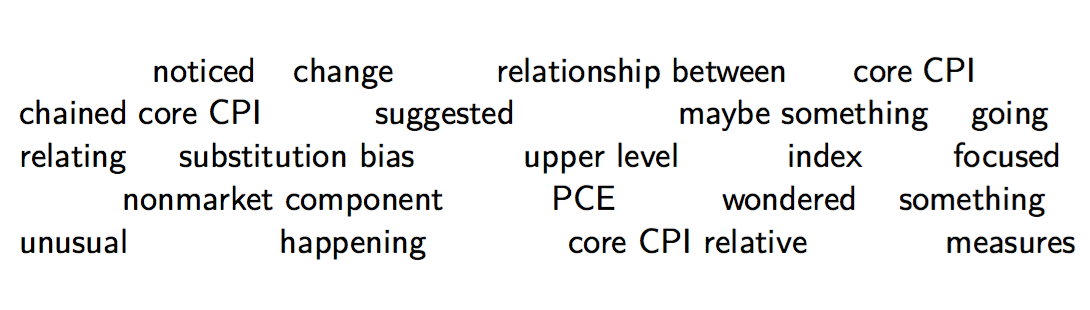 noticed change relationship between core CPI
chained core CPI suggested maybe something going
relating substitution bias upper level index focused
nonmarket component PCE wondered something
unusual happening core CPI relative measures